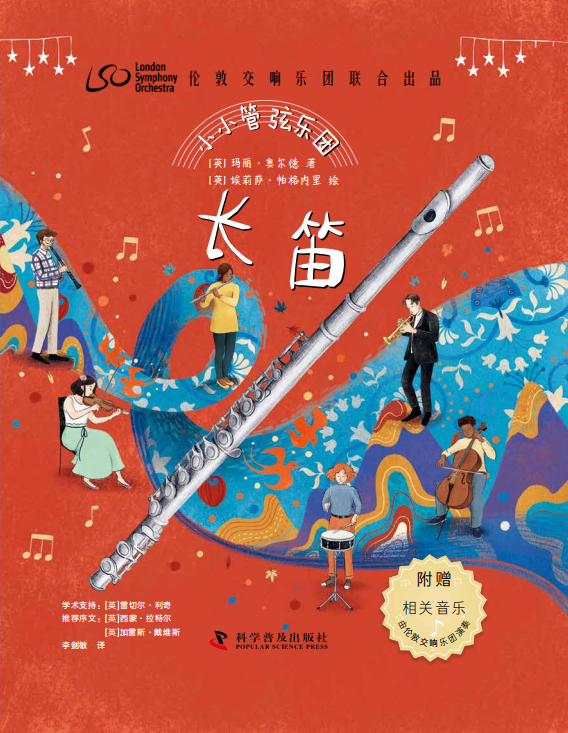 LSO London
Symphony
Orchestra
伦敦交响乐团联合出品
小小管弦乐团
[英] 玛丽·奥尔德 著
[英] 埃莉萨·帕格内里 绘
长笛
学术支持：[英]雷切尔·利奇
推荐序文：[英]西蒙·拉特尔
[英]加雷斯·戴维斯
李剑敏 译
科学普及出版社
POPULAR SCIENCE PRESS
附赠
相关音乐
由伦敦交响乐团演奏